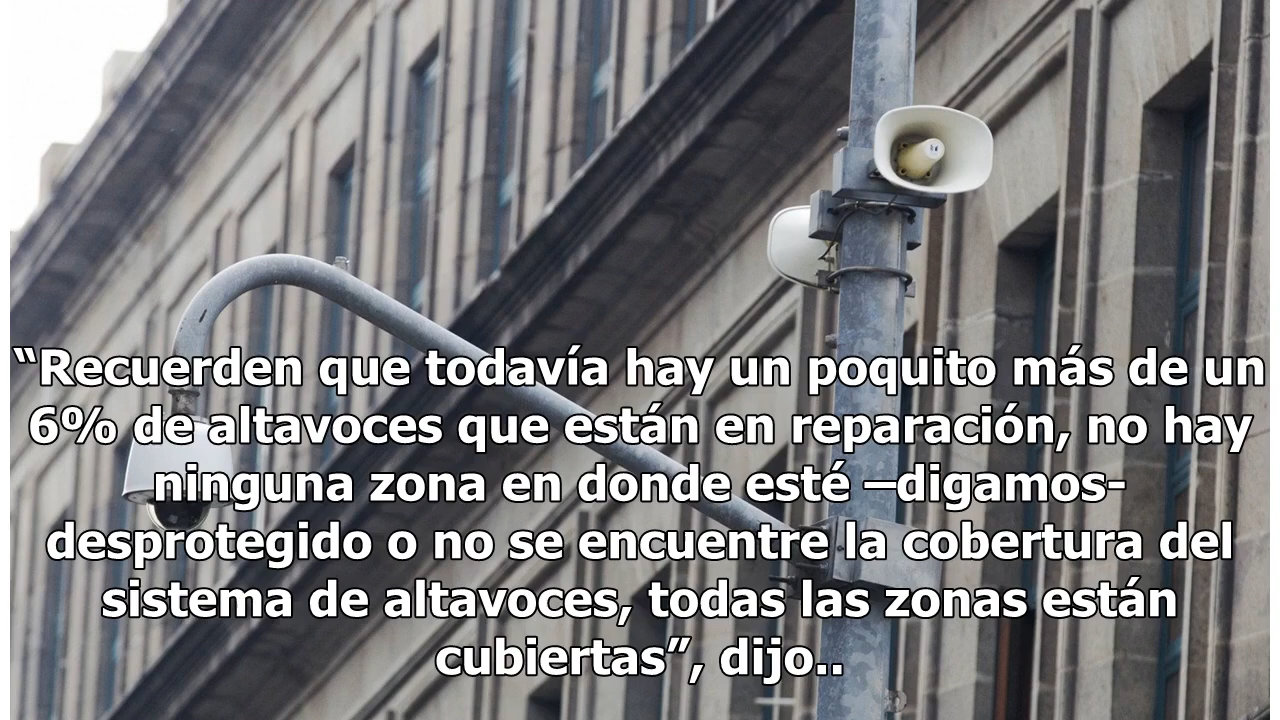 “Recuerden que todavía hay un poquito más de un
6% de altavoces que están en reparación, no hay
ninguna zona en donde esté –digamos-
desprotegido o no se encuentre la cobertura del
sistema de altavoces, todas las zonas están
cubiertas”, dijo..